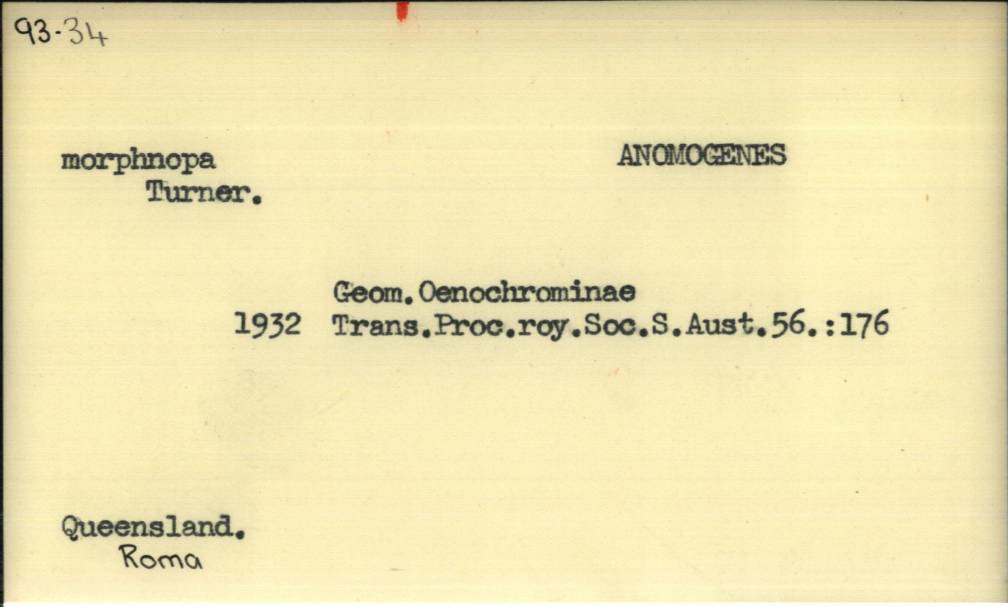 93-34
morphnopa ANOMOGENES
Turner.
Geom.Oenochrominae
1932 Trans.Proc.roy.Soc.S.Aust.56.:176
Queensland.
Roma